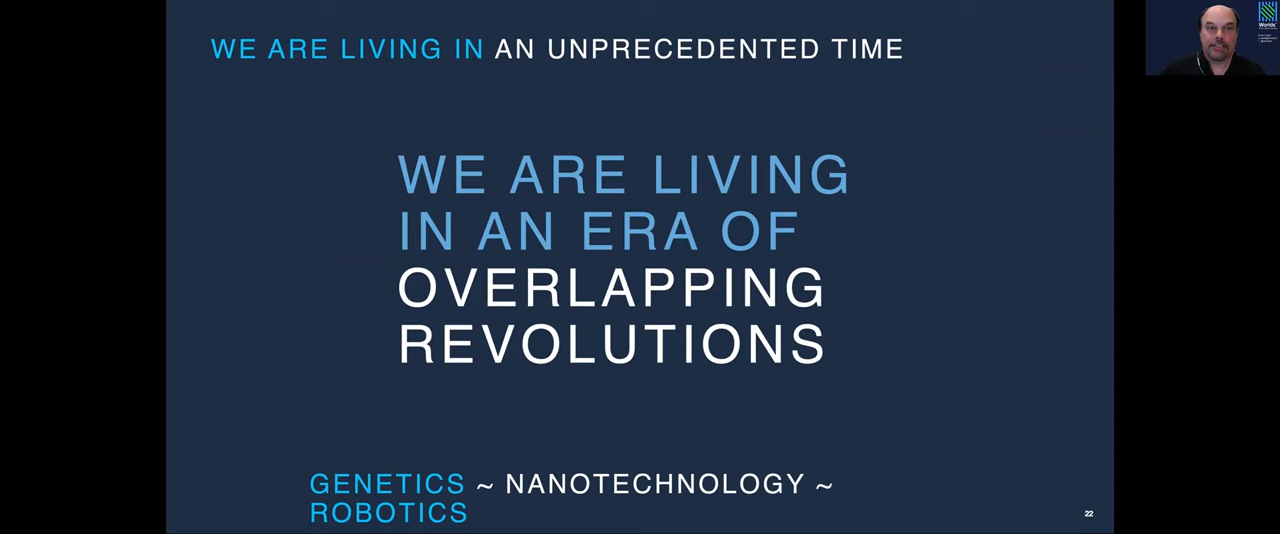 WE ARE LIVING IN AN UNPRECEDENTED TIME
WE ARE LIVING
IN AN ERA OF
OVERLAPPING
REVOLUTIONS
GENETICS ~ NANOTECHNOLOGY ~
ROBOTICS
22
Worlds